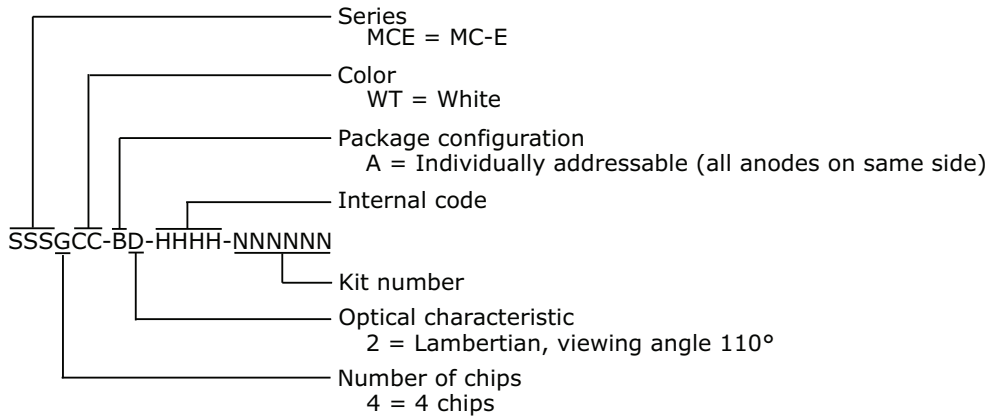 Series
MCE = MC-E
Color
WT = White
Package configuration
A = Individually addressable (all anodes on same side)
Internal code
SSSGCC-BD-HHHH-NNNNNN
Kit number
Optical characteristic
2 = Lambertian, viewing angle 110°
Number of chips
4 = 4 chips